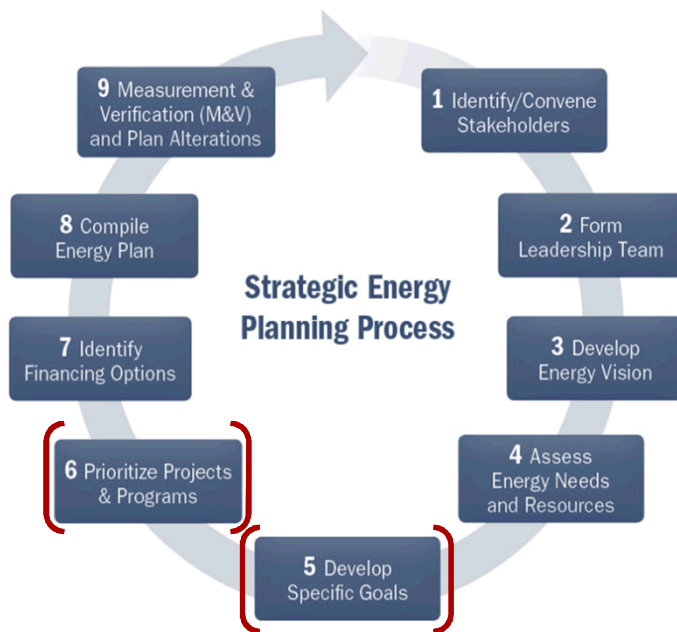 Strategic Energy
Planning Process
1 Identify/Convene
Stakeholders
2 Form
Leadership Team
3 Develop
Energy Vision
4 Assess
Energy Needs
and Resources
5 Develop
Specific Goals
6 Prioritize Projects
& Programs
7 Identify
Financing Options
8 Compile
Energy Plan
9 Measurement &
Verification (M&V)
and Plan Alterations